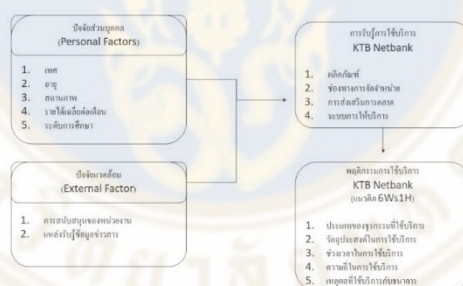 ปัจจัยส่วนบุคคล
(Personal Factors)
1. เพศ
2. อายุ
3. สถานภาพ
4. รายได้เฉลี่ยต่อเดือน
5. ระดับการศึกษา
ปัจจัยแวดล้อม
(External Factor)
1. การสนับสนุนของหน่วยงาน
2. แหล่งรับรู้ข้อมูลข่าวสาร
การรับรู้การใช้บริการ
KTB Netbank
1. ผลิตภัณฑ์
2. ช่องทางการจัดจำหน่าย
3. การส่งเสริมการตลาด
4. ระบบการให้บริการ
พฤติกรรมการใช้บริการ
KTB Netbank
(แนวคิด 6Ws1H)
1. ประเภทของธุรกรรมที่ใช้บริการ
2. วัตถุประสงค์ในการใช้บริการ
3. ช่วงเวลาในการใช้บริการ
4. ความถี่ในการใช้บริการ
5. เหตุผลที่ใช้บริการกับธนาคาร